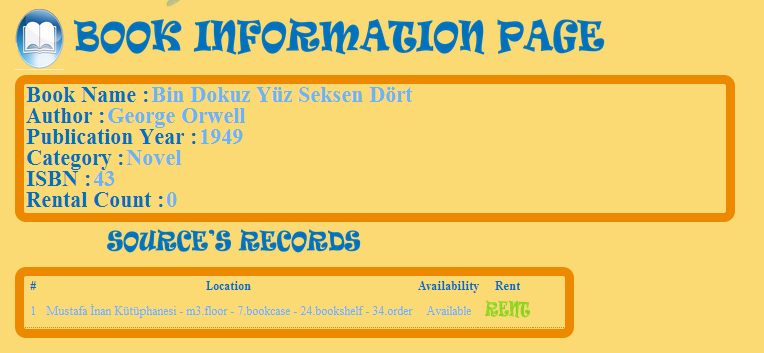 BOOK INFORMATION PAGE
Book Name :Bin Dokuz Yüz Seksen Dört
Author :George Orwell
Publication Year :1949
Category :Novel
ISBN :43
Rental Count :0
SOURCE'S RECORDS
# Location Availability Rent
1 Mustafa İnan Kütüphanesi - m3.floor - 7.bookcase - 24.bookshelf - 34.order Available RENT